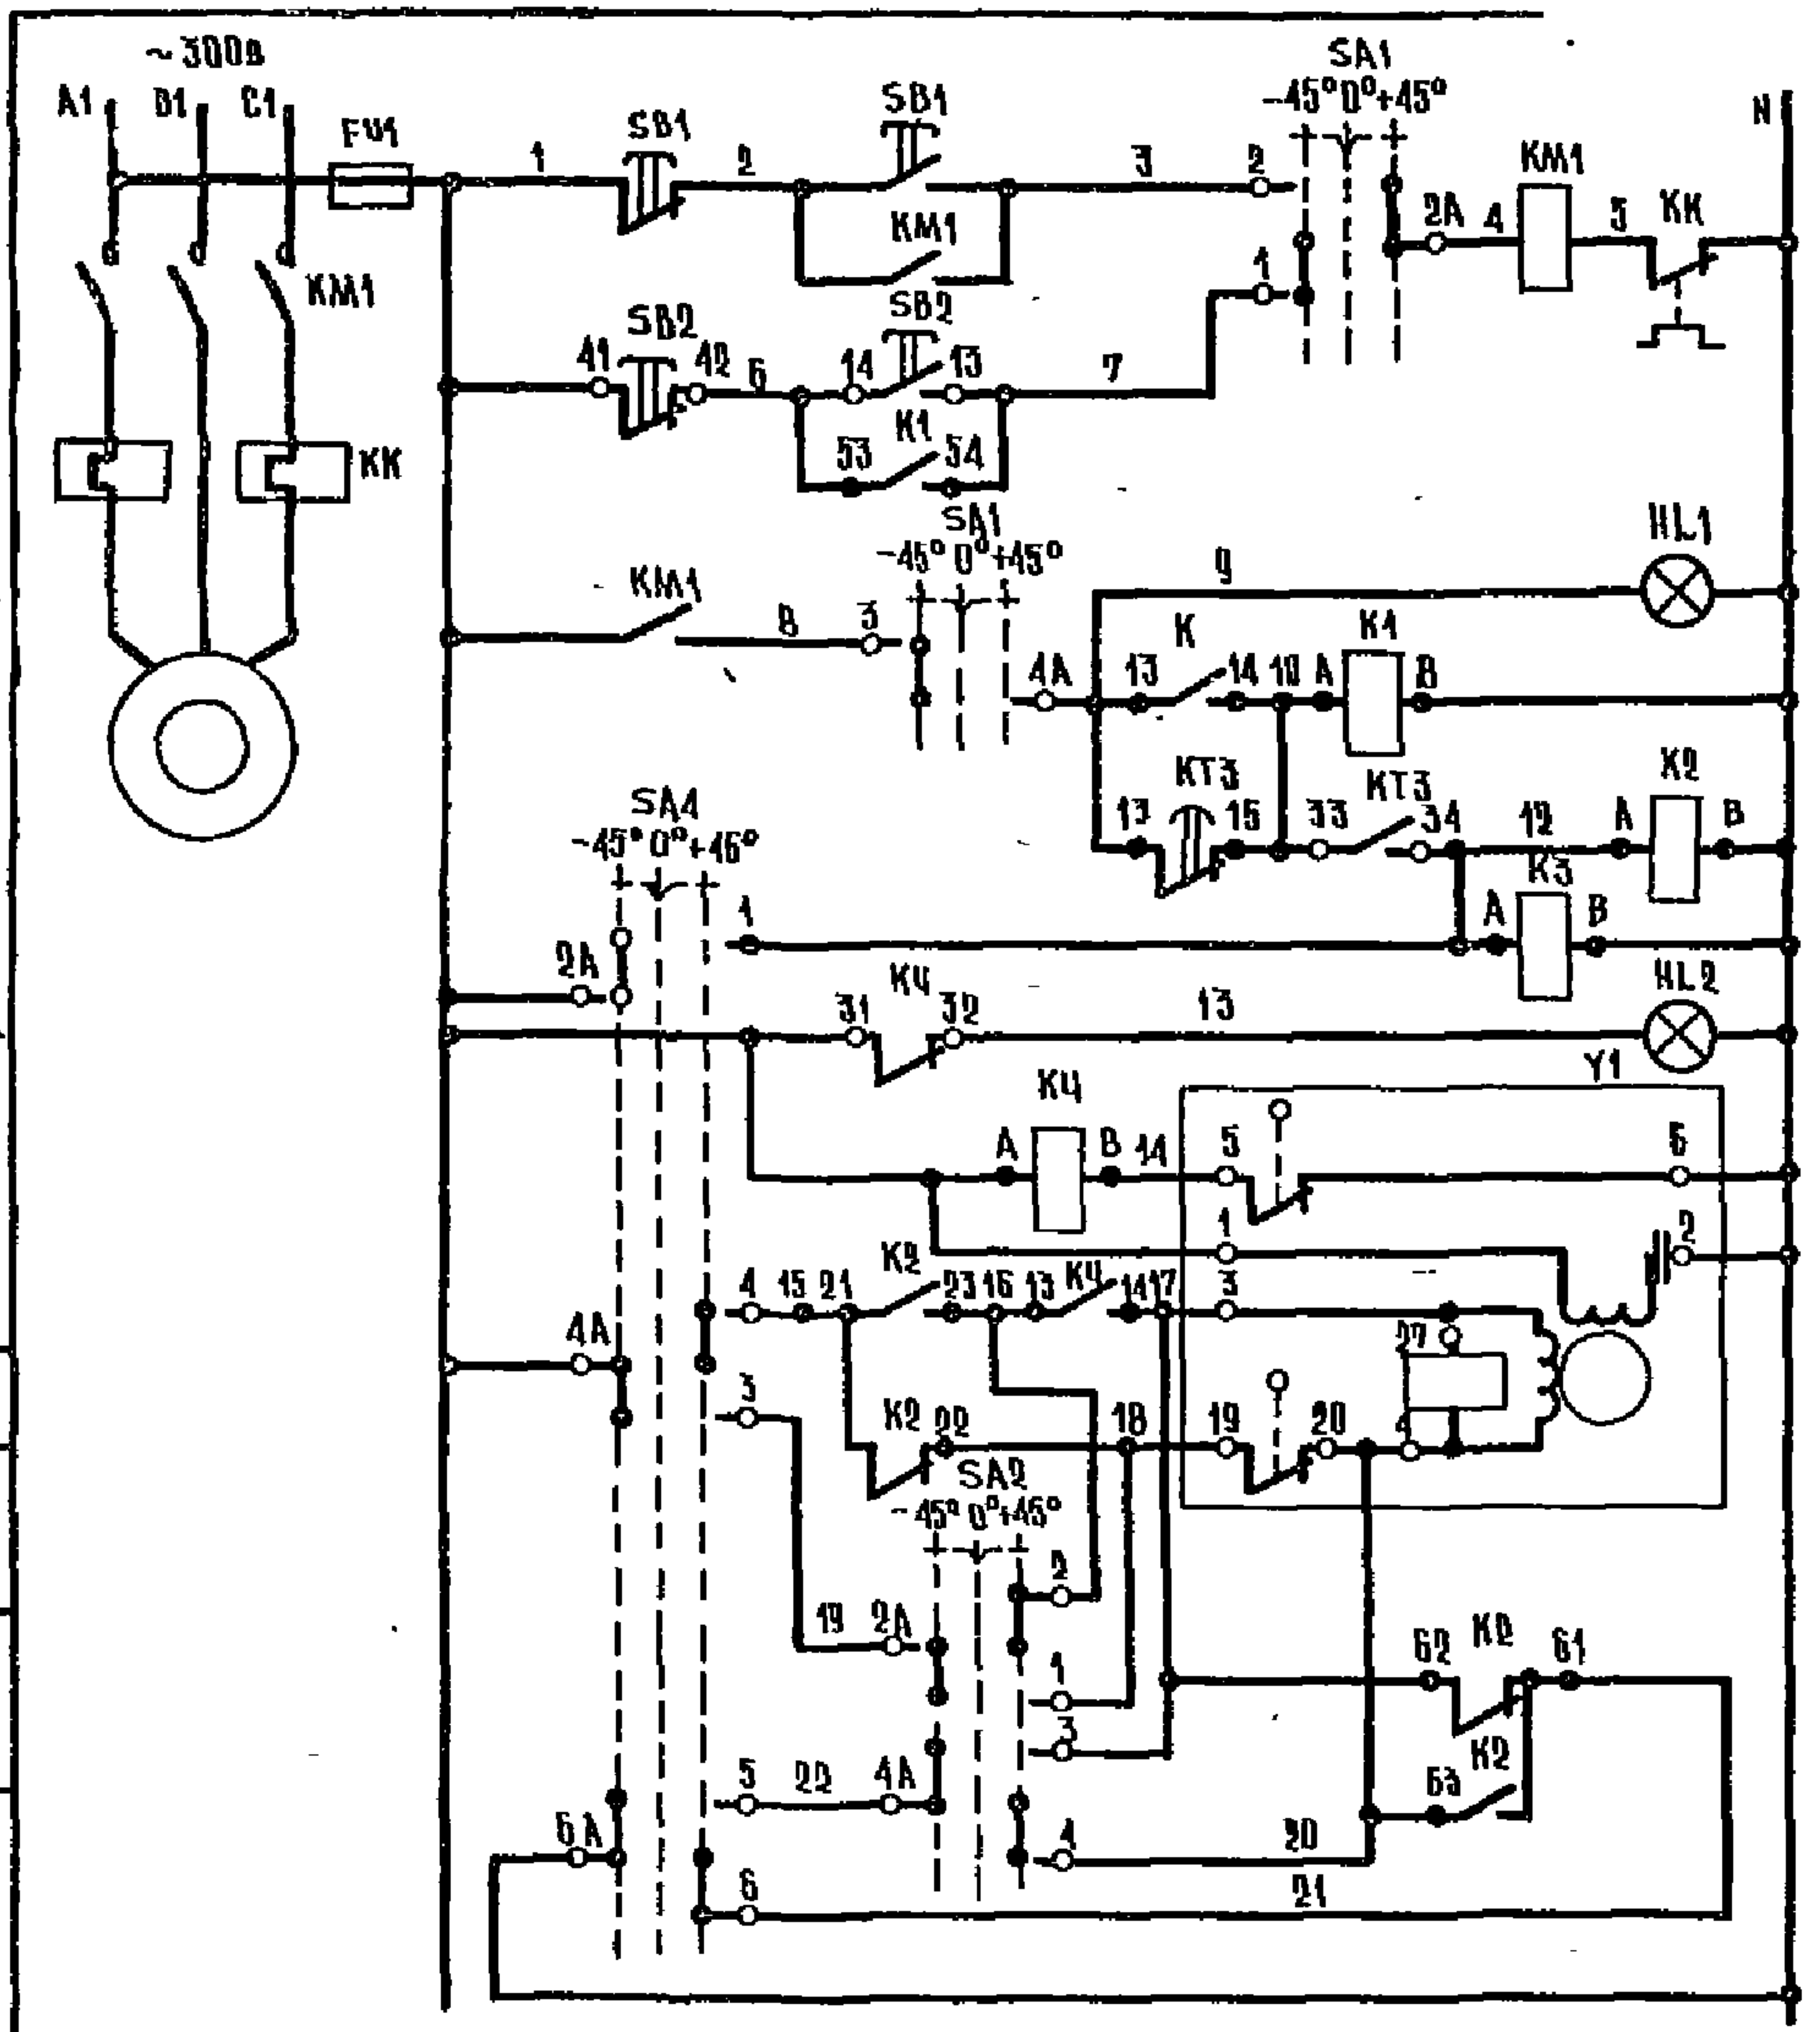 ~300в
A1 B1 C1
FU1
1 SB1 2 SB1 3 2
SA1
-45° 0° +45°
N
KM1
2A 4 5 KK
KM1
KM1
1
41 SB2 42 6 14 SB2 13 7
K1
53 54
KK
SA1
-45° 0° +45°
HL1
KM1 8 3
9
4A 13 K 14 10 A K1 B
KT3
13 15 33 KT3 34 12 A K2 B
SA4
-45° 0° +45°
1
K3
A B
2A
K4
31 32 13 HL2
Y1
K4
A B 14 5 6
1 2
4 15 21 K2 23 16 13 K4 14 17 3
27
4A
3
K2 22 18 19 20 4
SA2
-45° 0° +45°
2
19 2A
1
62 K2 61
3
5 22 4A
63 K2
6A
4 20
6 21